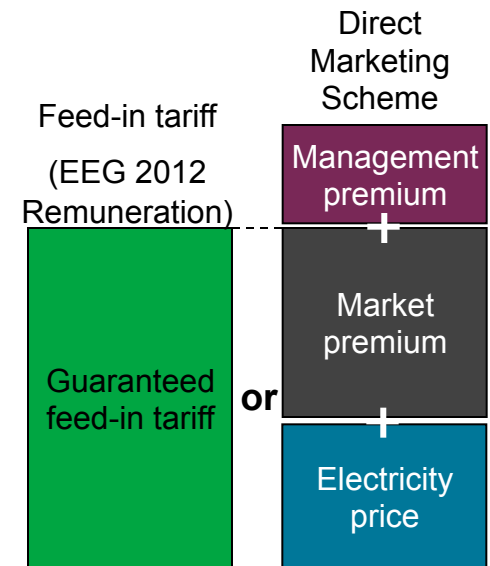 Feed-in tariff
(EEG 2012
Remuneration)
Guaranteed
feed-in tariff
or
Direct
Marketing
Scheme
Management
premium
+
Market
premium
+
Electricity
price